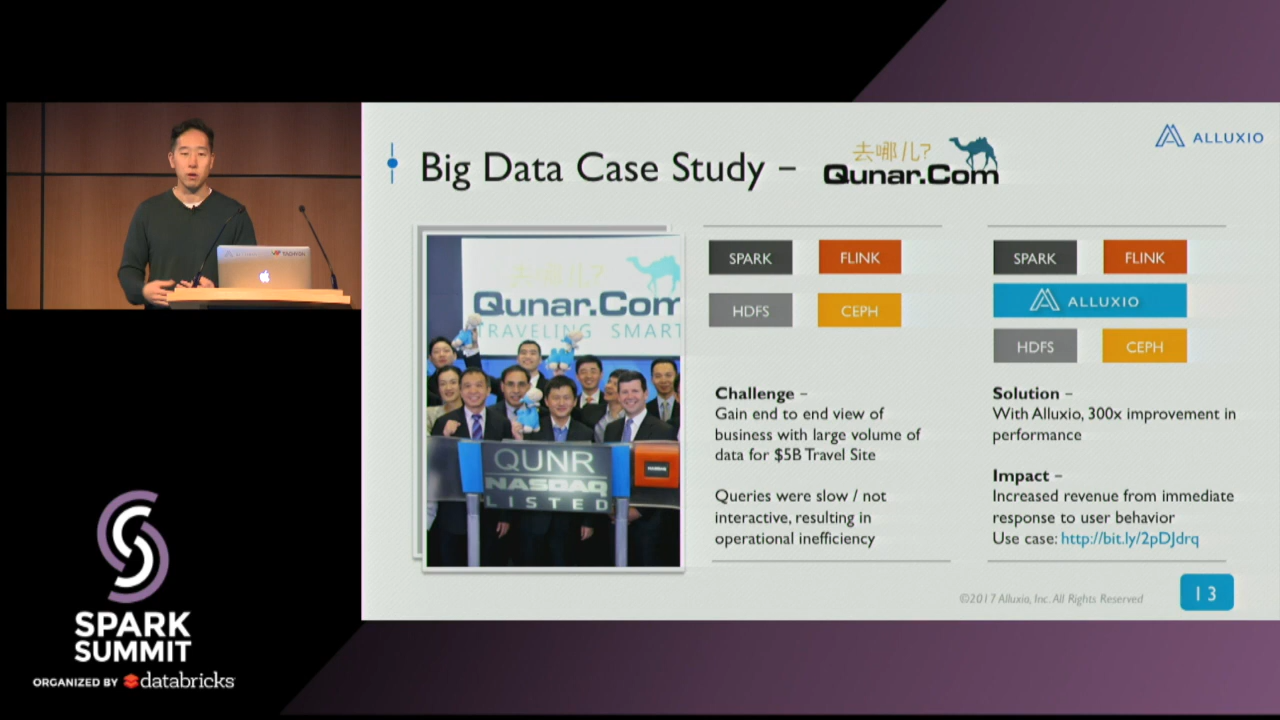 Big Data Case Study –
去哪儿?
Qunar.Com
ALLUXIO
去哪儿?
Qunar.Com
TRAVELING SMART
QUNR
NASDAQ
LISTED
SPARK
FLINK
HDFS
CEPH
Challenge –
Gain end to end view of
business with large volume of
data for $5B Travel Site
Queries were slow / not
interactive, resulting in
operational inefficiency
SPARK
FLINK
ALLUXIO
HDFS
CEPH
Solution –
With Alluxio, 300x improvement in
performance
Impact –
Increased revenue from immediate
response to user behavior
Use case: http://bit.ly/2pDJdrq
©2017 Alluxio, Inc. All Rights Reserved
13
SPARK
SUMMIT
ORGANIZED BY databricks